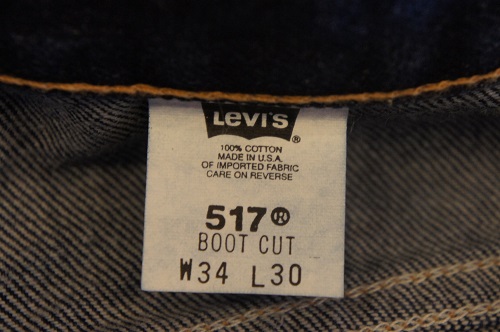 Levi's®
100% COTTON
MADE IN U.S.A.
OF IMPORTED FABRIC
CARE ON REVERSE
517®
BOOT CUT
W34 L30